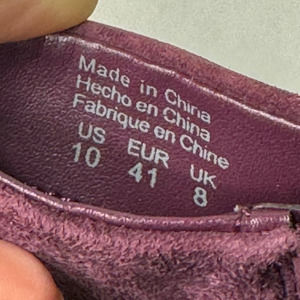 Made in China
Hecho en China
Fabrique en Chine
US EUR UK
10 41 8